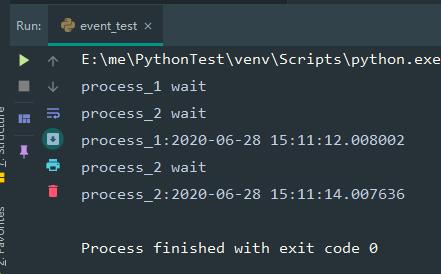 Run: event_test ×
E:\me\PythonTest\venv\Scripts\python.exe
process_1 wait
process_2 wait
process_1:2020-06-28 15:11:12.008002
process_2 wait
process_2:2020-06-28 15:11:14.007636
Process finished with exit code 0
Structure
2: Favorites